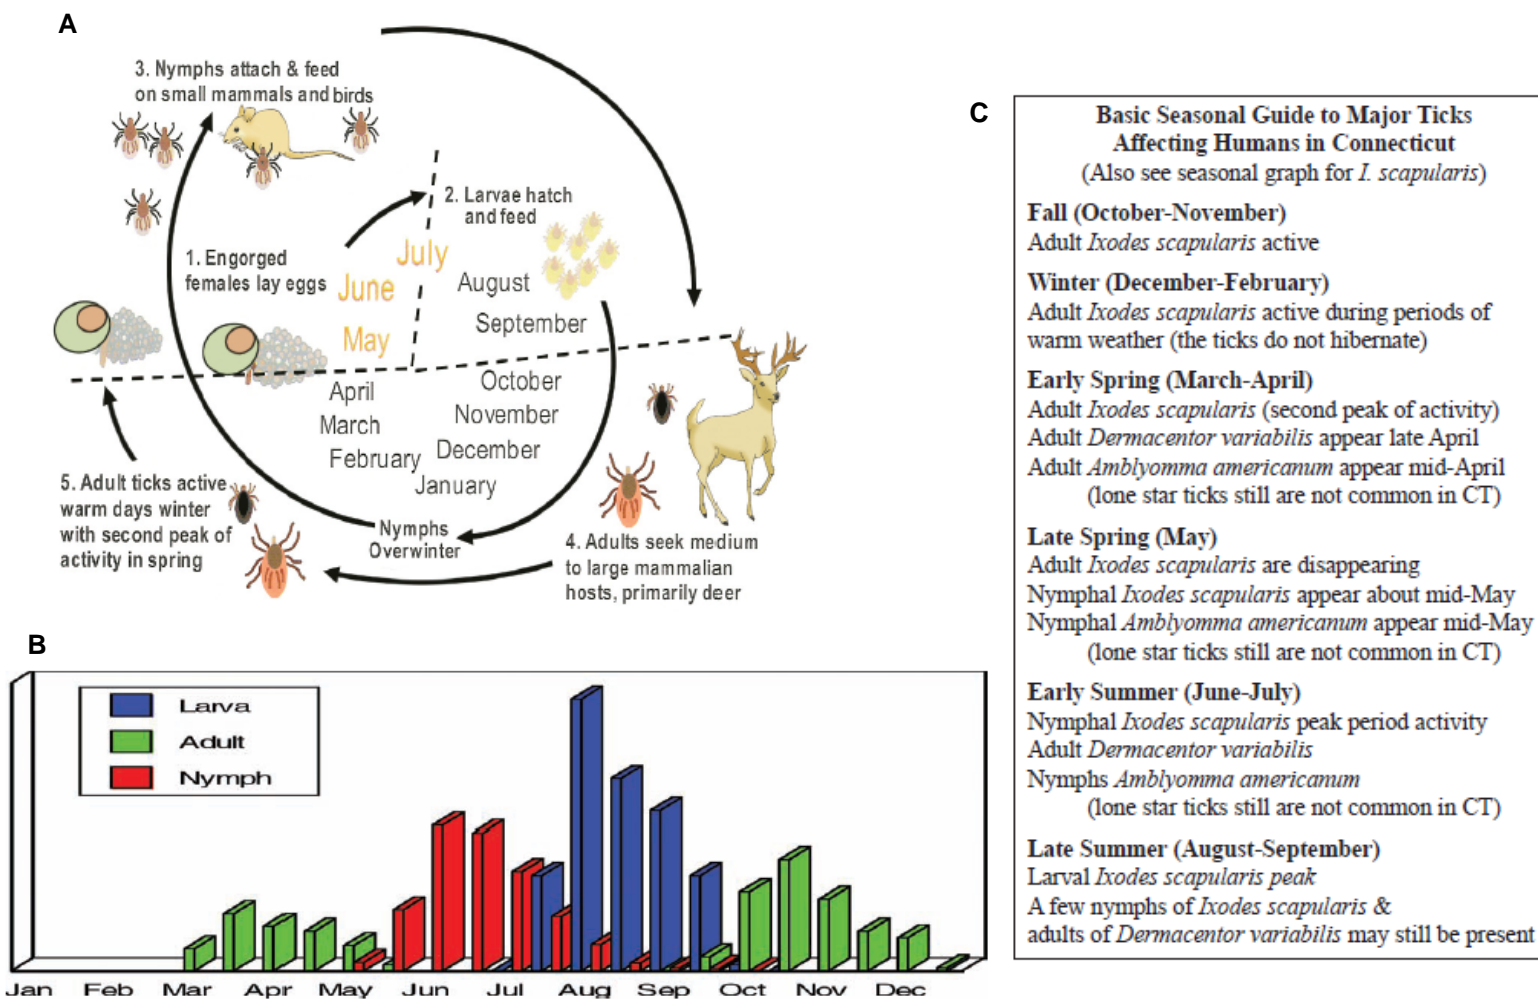 A
3. Nymphs attach & feed
on small mammals and birds
2. Larvae hatch
and feed
1. Engorged
females lay eggs
July
June
May
August
September
April
March
February
October
November
December
January
Nymphs
Overwinter
5. Adult ticks active
warm days winter
with second peak of
activity in spring
4. Adults seek medium
to large mammalian
hosts, primarily deer
B
Larva
Adult
Nymph
Jan Feb Mar Apr May Jun Jul Aug Sep Oct Nov Dec
C
Basic Seasonal Guide to Major Ticks
Affecting Humans in Connecticut
(Also see seasonal graph for I. scapularis)
Fall (October-November)
Adult Ixodes scapularis active
Winter (December-February)
Adult Ixodes scapularis active during periods of
warm weather (the ticks do not hibernate)
Early Spring (March-April)
Adult Ixodes scapularis (second peak of activity)
Adult Dermacentor variabilis appear late April
Adult Amblyomma americanum appear mid-April
(lone star ticks still are not common in CT)
Late Spring (May)
Adult Ixodes scapularis are disappearing
Nymphal Ixodes scapularis appear about mid-May
Nymphal Amblyomma americanum appear mid-May
(lone star ticks still are not common in CT)
Early Summer (June-July)
Nymphal Ixodes scapularis peak period activity
Adult Dermacentor variabilis
Nymphs Amblyomma americanum
(lone star ticks still are not common in CT)
Late Summer (August-September)
Larval Ixodes scapularis peak
A few nymphs of Ixodes scapularis &
adults of Dermacentor variabilis may still be present